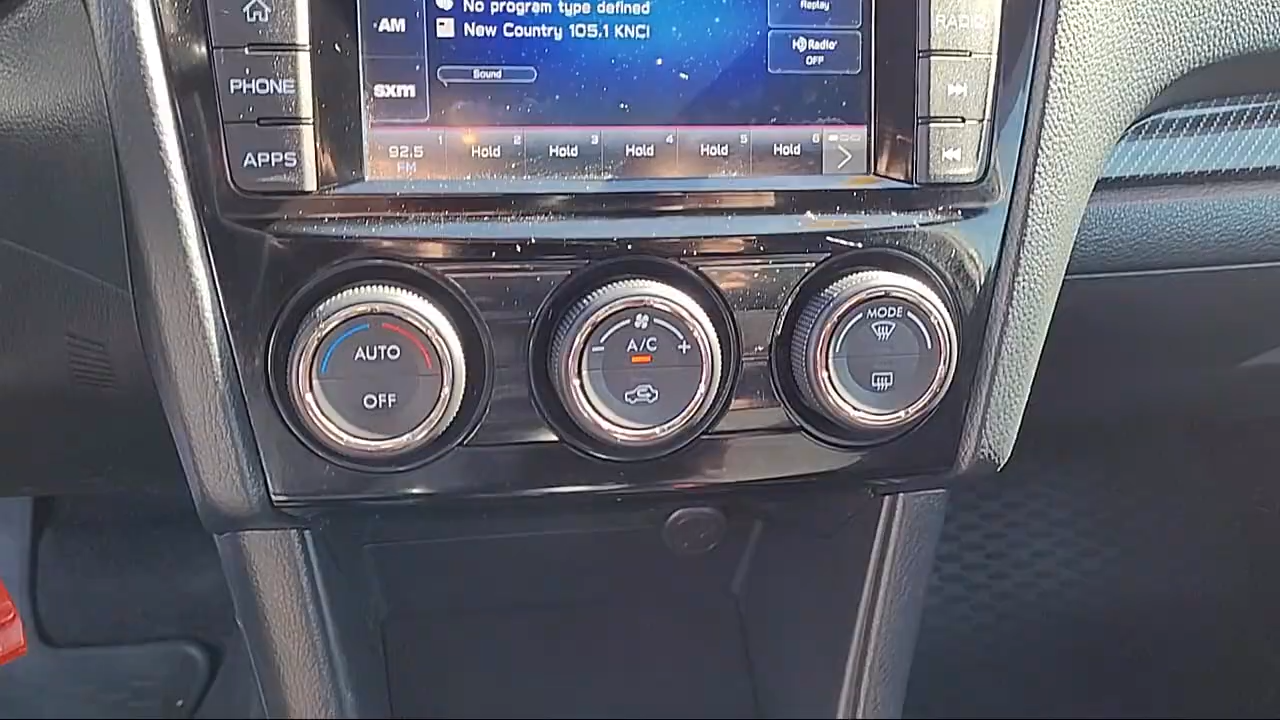 No program type defined
Replay
AM
New Country 105.1 KNCI
RADIO
HD Radio
OFF
Sound
PHONE
sxm
1
2
3
4
5
6
92.5
FM
Hold
Hold
Hold
Hold
Hold
APPS
MODE
AUTO
OFF
A/C
- +